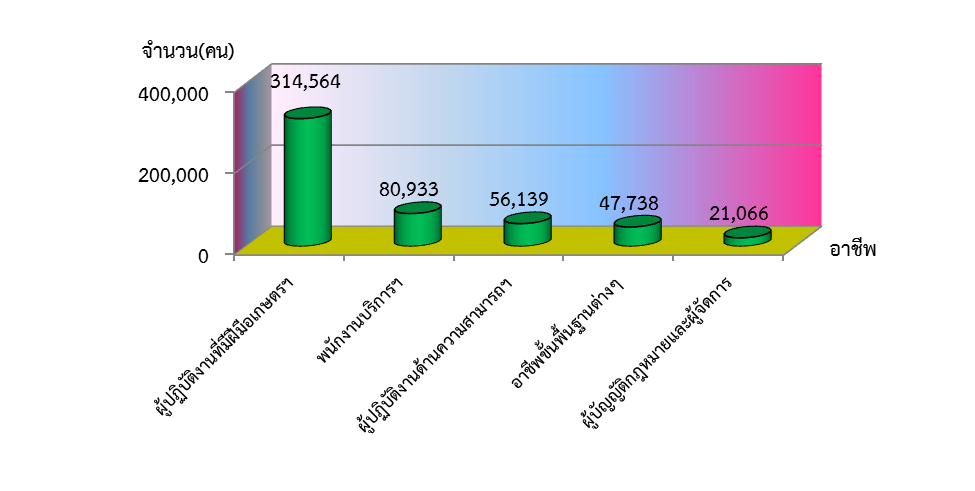 จำนวน(คน)
400,000
200,000
0
314,564
80,933
56,139
47,738
21,066
อาชีพ
ผู้ปฏิบัติงานที่มีฝีมือเกษตรฯ
พนักงานบริการฯ
ผู้ปฏิบัติงานด้านความสามารถฯ
อาชีพขั้นพื้นฐานต่างๆ
ผู้บัญญัติกฎหมายและผู้จัดการ